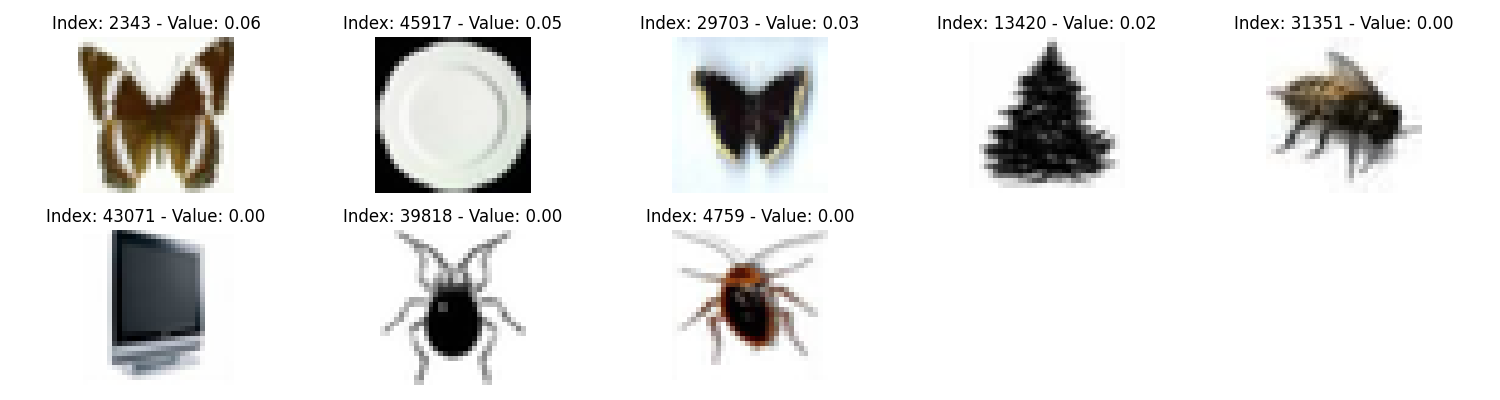 Index: 2343 - Value: 0.06
Index: 45917 - Value: 0.05
Index: 29703 - Value: 0.03
Index: 13420 - Value: 0.02
Index: 31351 - Value: 0.00
Index: 43071 - Value: 0.00
Index: 39818 - Value: 0.00
Index: 4759 - Value: 0.00